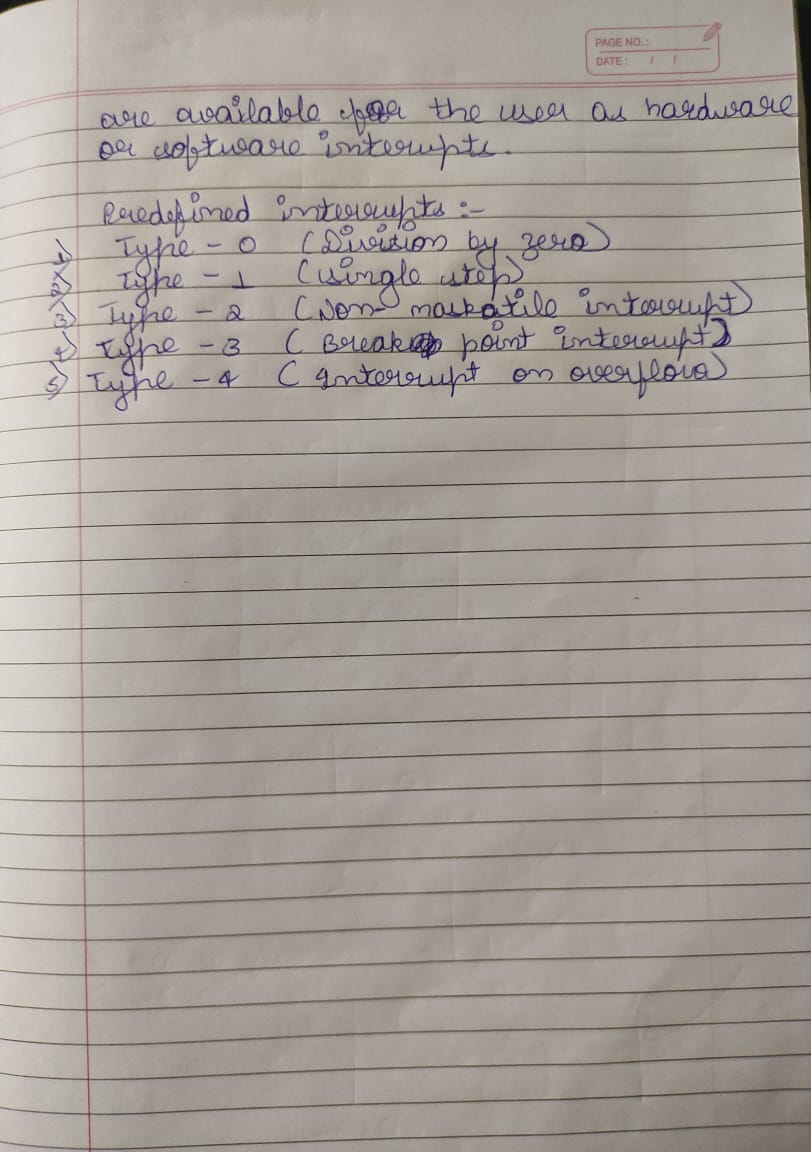 PAGE NO.:
DATE: / /
are available for the user as hardware
or software interrupts.
Predefined interrupts :-
1) Type - 0 (Division by zero)
2) Type - 1 (single step)
3) Type - 2 (Non-maskable interrupt)
4) Type - 3 (Break point interrupt)
5) Type - 4 (Interrupt on overflow)